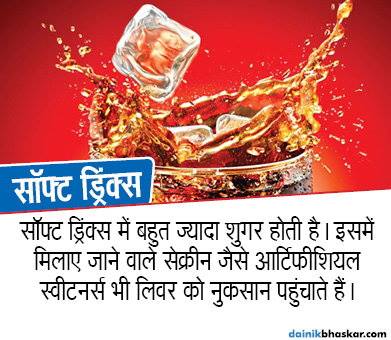 सॉफ्ट ड्रिंक्स
सॉफ्ट ड्रिंक्स में बहुत ज्यादा शुगर होती है। इसमें
मिलाए जाने वाले सेक्रीन जैसे आर्टिफीशियल
स्वीटनर्स भी लिवर को नुकसान पहुंचाते हैं।
dainikbhaskar.com